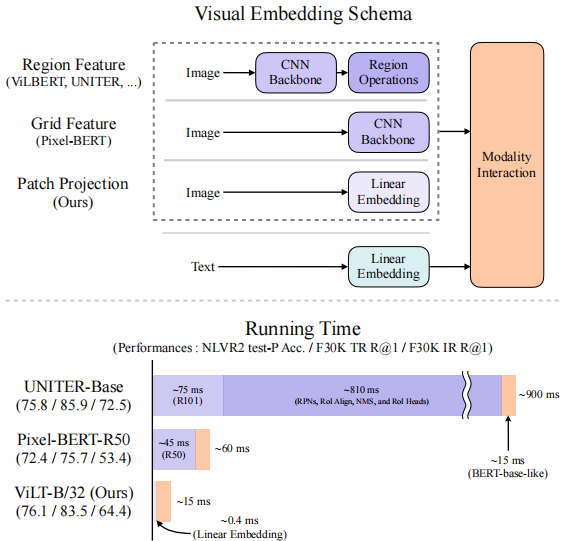 Visual Embedding Schema
Region Feature
(ViLBERT, UNITER, ...)
Image
CNN
Backbone
Region
Operations
Grid Feature
(Pixel-BERT)
Image
CNN
Backbone
Patch Projection
(Ours)
Image
Linear
Embedding
Text
Linear
Embedding
Modality
Interaction
Running Time
(Performances : NLVR2 test-P Acc. / F30K TR R@1 / F30K IR R@1)
UNITER-Base
(75.8 / 85.9 / 72.5)
~75 ms
(R101)
~810 ms
(RPNs, RoI Align, NMS, and RoI Heads)
~900 ms
~15 ms
(BERT-base-like)
Pixel-BERT-R50
(72.4 / 75.7 / 53.4)
~45 ms
(R50)
~60 ms
ViLT-B/32 (Ours)
(76.1 / 83.5 / 64.4)
~15 ms
~0.4 ms
(Linear Embedding)